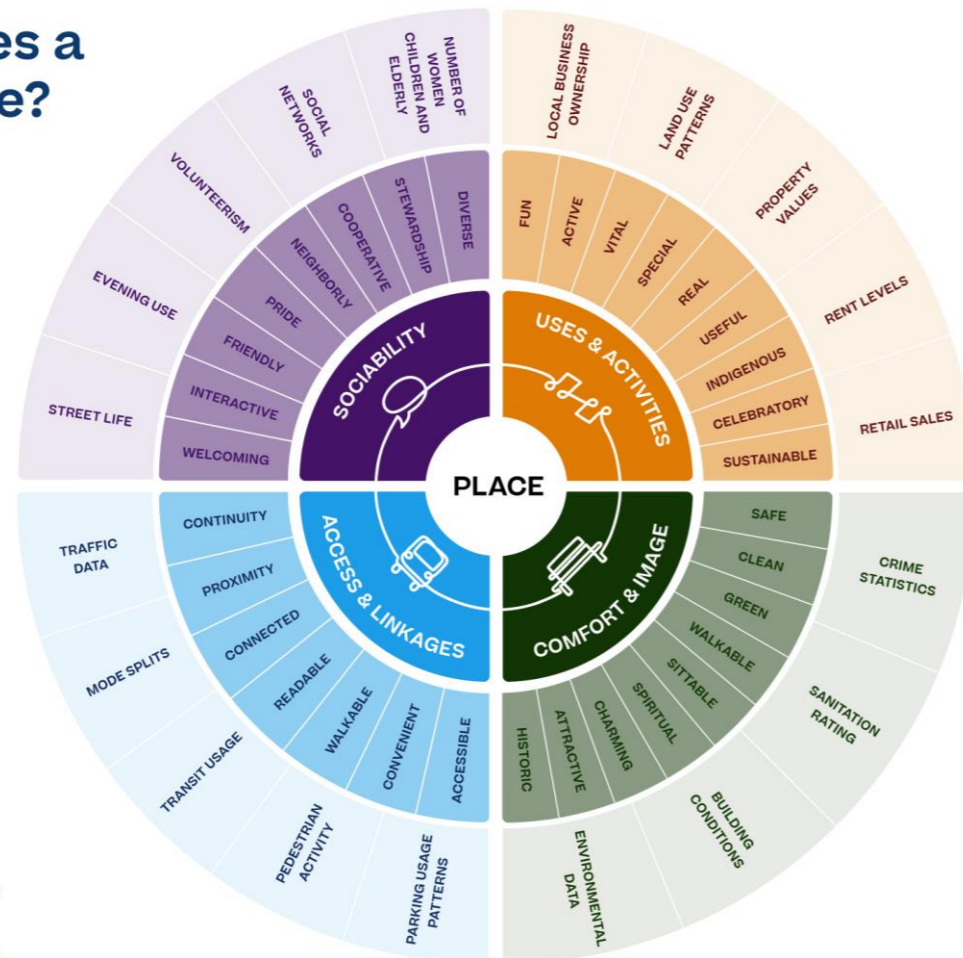 es a
e?
NUMBER OF
WOMEN
CHILDREN AND
ELDERLY
SOCIAL
NETWORKS
VOLUNTEERISM
EVENING USE
STREET LIFE
DIVERSE
STEWARDSHIP
COOPERATIVE
NEIGHBORLY
PRIDE
FRIENDLY
INTERACTIVE
WELCOMING
SOCIABILITY
LOCAL BUSINESS
OWNERSHIP
LAND USE
PATTERNS
PROPERTY
VALUES
RENT LEVELS
RETAIL SALES
FUN
ACTIVE
VITAL
SPECIAL
REAL
USEFUL
INDIGENOUS
CELEBRATORY
SUSTAINABLE
USES & ACTIVITIES
PLACE
ACCESS & LINKAGES
CONTINUITY
PROXIMITY
CONNECTED
READABLE
WALKABLE
CONVENIENT
ACCESSIBLE
TRAFFIC
DATA
MODE SPLITS
TRANSIT USAGE
PEDESTRIAN
ACTIVITY
PARKING USAGE
PATTERNS
COMFORT & IMAGE
SAFE
CLEAN
GREEN
WALKABLE
SITTABLE
SPIRITUAL
CHARMING
ATTRACTIVE
HISTORIC
CRIME
STATISTICS
SANITATION
RATING
BUILDING
CONDITIONS
ENVIRONMENTAL
DATA